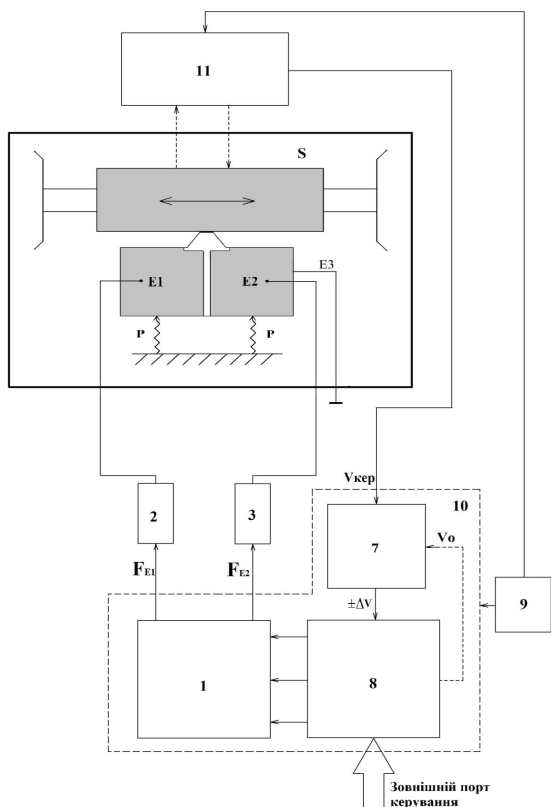 11
S
E1
E2
E3
P
P
Vкер
10
2
3
7
Vo
FE1
FE2
±ΔV
9
1
8
Зовнішній порт
керування